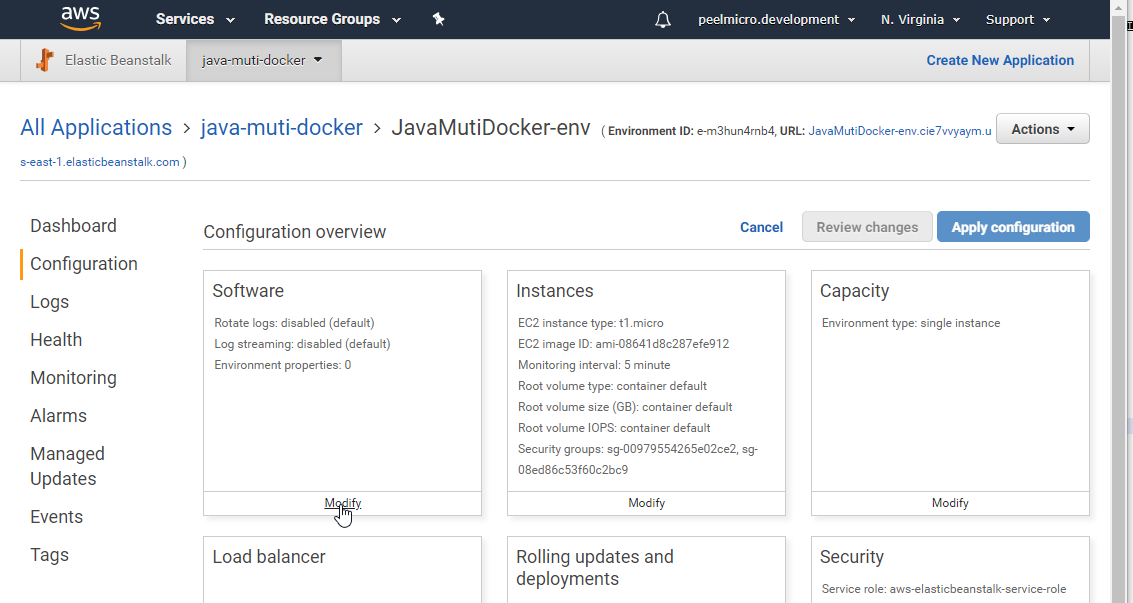 aws Services Resource Groups peelmicro.development N. Virginia Support
Elastic Beanstalk java-muti-docker Create New Application
All Applications > java-muti-docker > JavaMutiDocker-env ( Environment ID: e-m3hun4rnb4, URL: JavaMutiDocker-env.cie7vvyaym.u
s-east-1.elasticbeanstalk.com )
Actions
Dashboard
Configuration
Logs
Health
Monitoring
Alarms
Managed
Updates
Events
Tags
Configuration overview
Cancel Review changes Apply configuration
Software
Rotate logs: disabled (default)
Log streaming: disabled (default)
Environment properties: 0
Modify
Instances
EC2 instance type: t1.micro
EC2 image ID: ami-08641d8c287efe912
Monitoring interval: 5 minute
Root volume type: container default
Root volume size (GB): container default
Root volume IOPS: container default
Security groups: sg-00979554265e02ce2, sg-
08ed86c53f60c2bc9
Modify
Capacity
Environment type: single instance
Modify
Load balancer
Rolling updates and
deployments
Security
Service role: aws-elasticbeanstalk-service-role